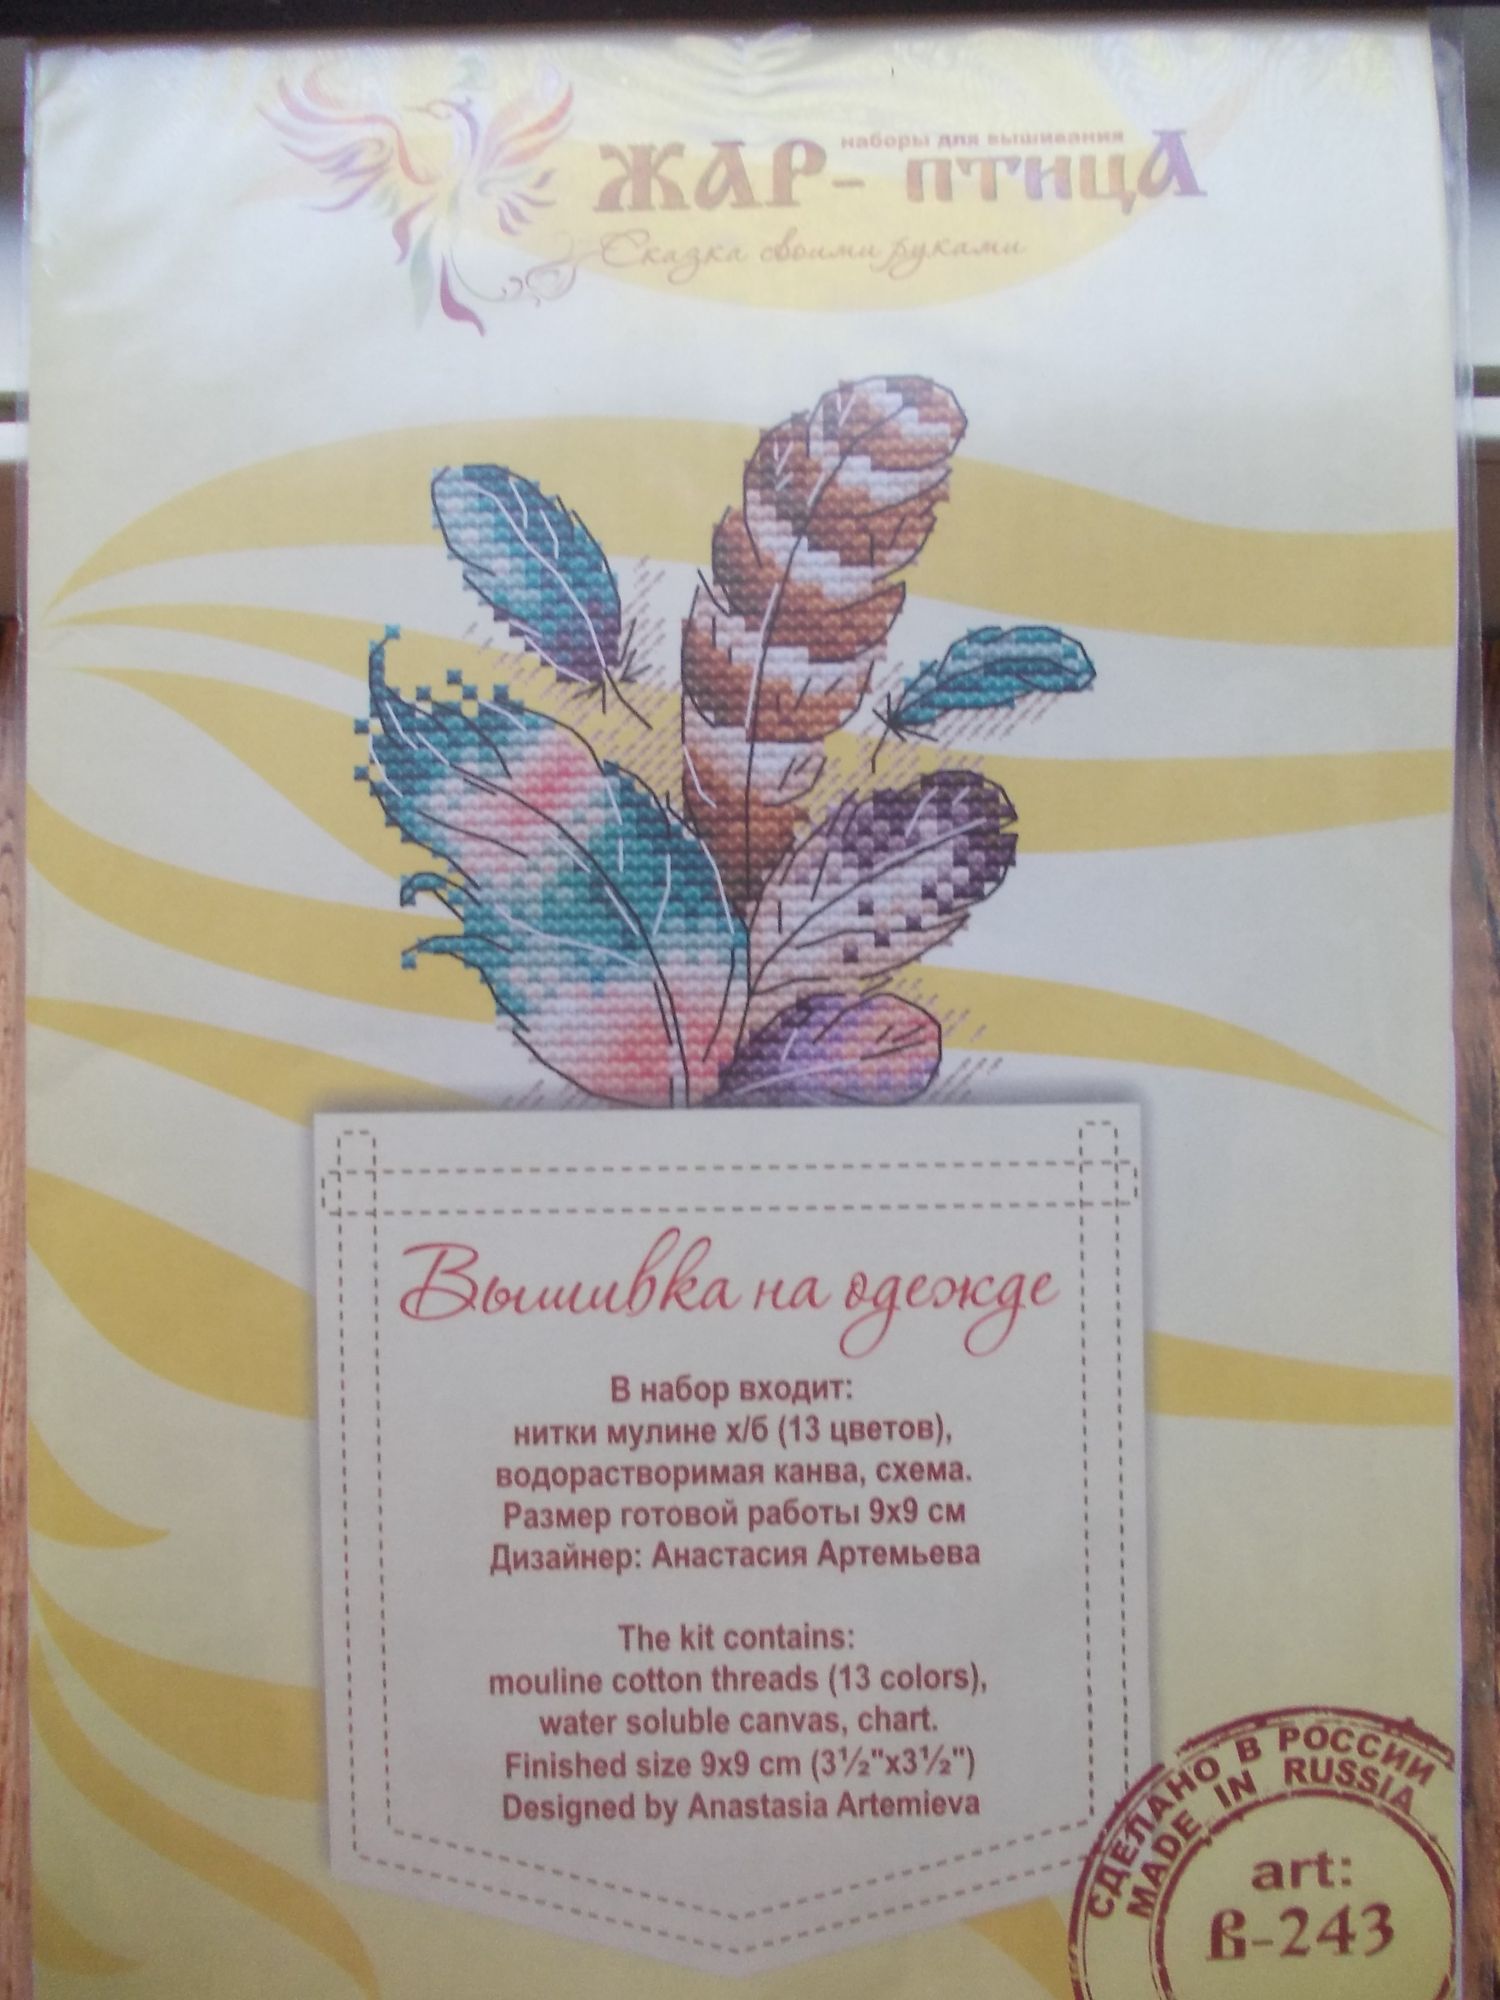 наборы для вышивания
ЖАР-ПТИЦА
Сказка своими руками
Вышивка на одежде
В набор входит:
нитки мулине х/б (13 цветов),
водорастворимая канва, схема.
Размер готовой работы 9х9 см
Дизайнер: Анастасия Артемьева
The kit contains:
mouline cotton threads (13 colors),
water soluble canvas, chart.
Finished size 9x9 cm (3½"x3½")
Designed by Anastasia Artemieva
СДЕЛАНО В РОССИИ
MADE IN RUSSIA
art:
В-243